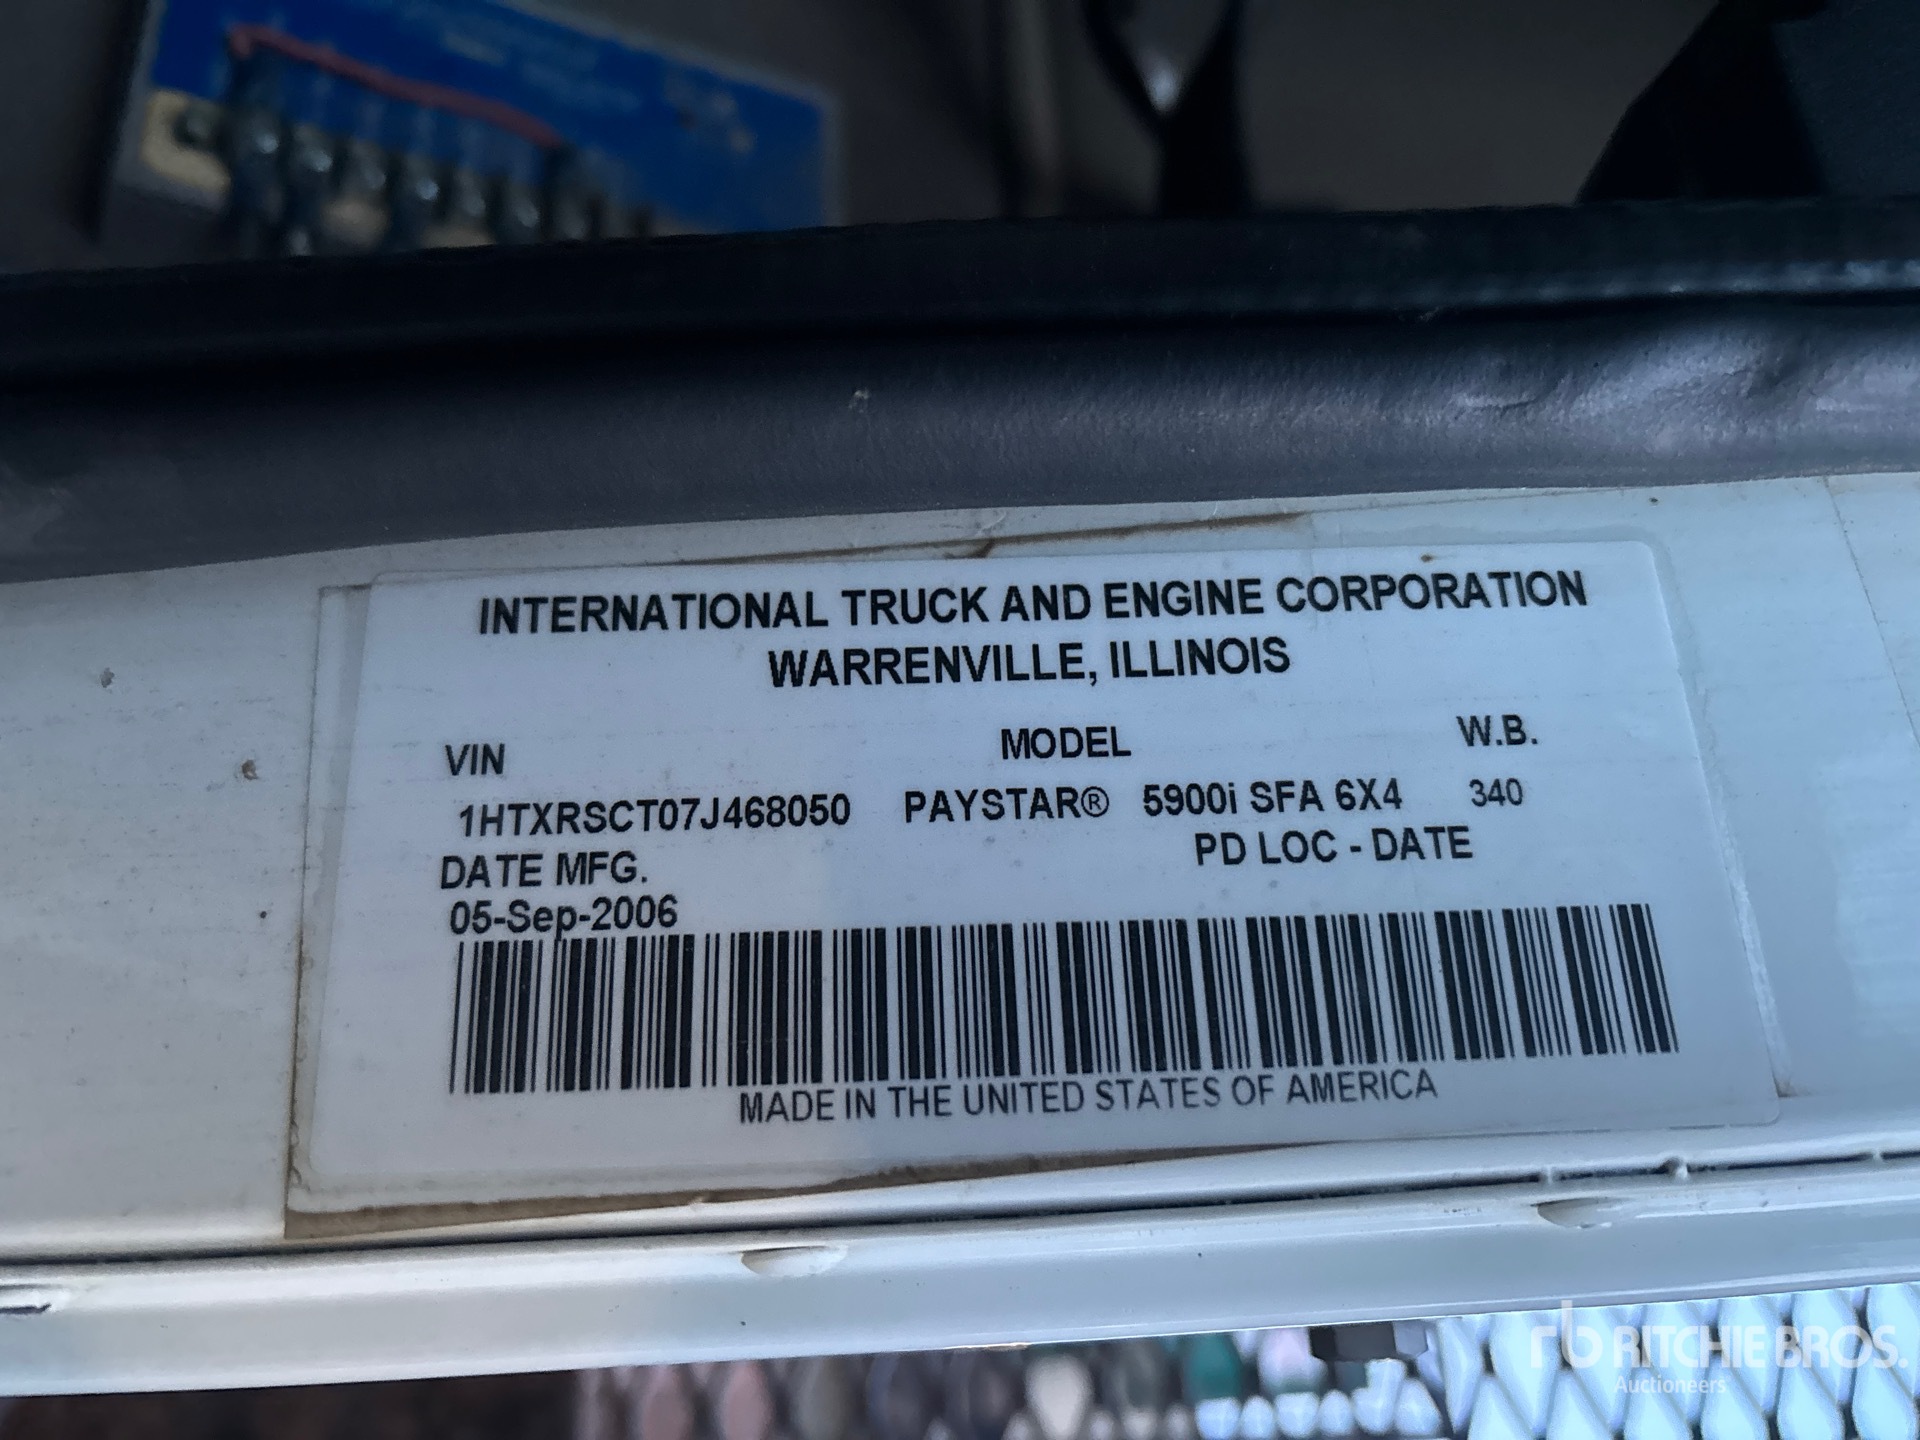 INTERNATIONAL TRUCK AND ENGINE CORPORATION
WARRENVILLE, ILLINOIS
VIN MODEL W.B.
1HTXRSCT07J468050 PAYSTAR® 5900i SFA 6X4 340
DATE MFG. PD LOC - DATE
05-Sep-2006
MADE IN THE UNITED STATES OF AMERICA
rb RITCHIE BROS.
Auctioneers